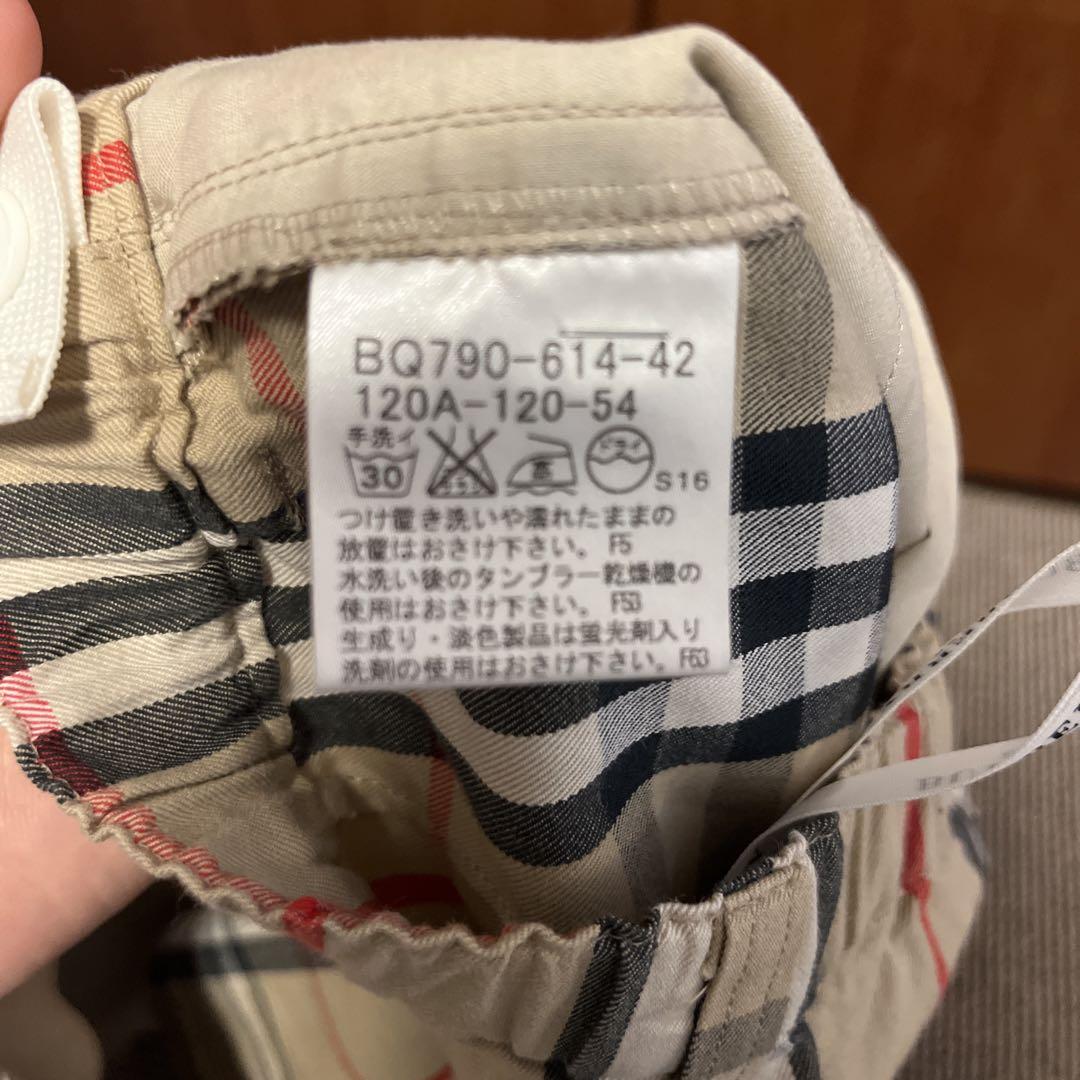 BQ790-614-42
120A-120-54
手洗イ
30
高
ドライ
S16
つけ置き洗いや濡れたままの
放置はおさけ下さい。 F5
水洗い後のタンブラー乾燥機の
使用はおさけ下さい。 F53
生成り・淡色製品は蛍光剤入り
洗剤の使用はおさけ下さい。F63